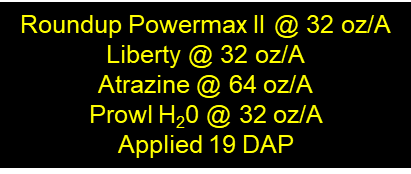 Roundup Powermax II @ 32 oz/A
Liberty @ 32 oz/A
Atrazine @ 64 oz/A
Prowl H₂0 @ 32 oz/A
Applied 19 DAP